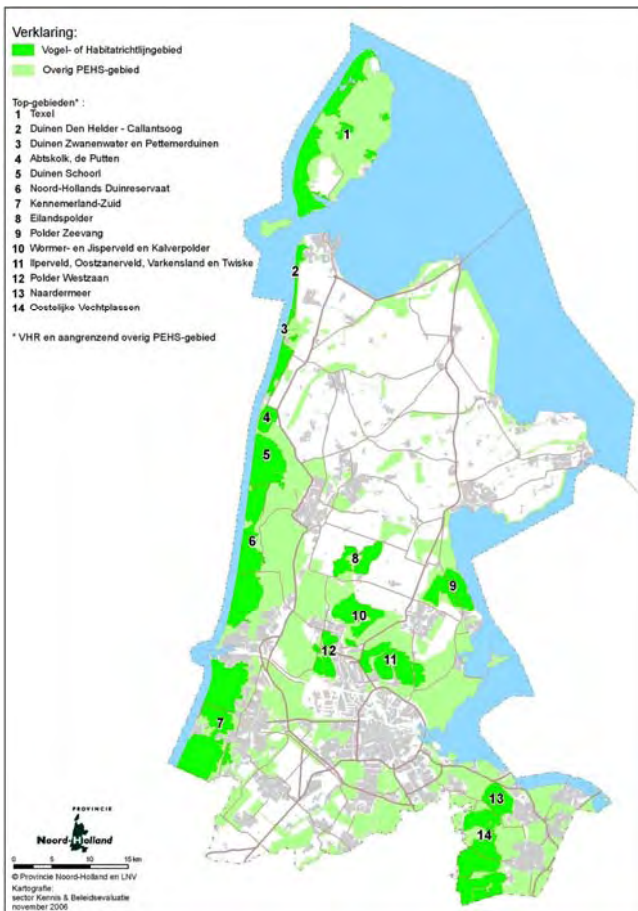 Verklaring:
Vogel- of Habitatrichtlijngebied
Overig PEHS-gebied
Top-gebieden* :
1 Texel
2 Duinen Den Helder - Callantsoog
3 Duinen Zwanenwater en Pettemerduinen
4 Abtskolk, de Putten
5 Duinen Schoorl
6 Noord-Hollands Duinreservaat
7 Kennemerland-Zuid
8 Eilandspolder
9 Polder Zeevang
10 Wormer- en Jisperveld en Kalverpolder
11 Ilperveld, Oostzanerveld, Varkensland en Twiske
12 Polder Westzaan
13 Naardermeer
14 Oostelijke Vechtplassen
* VHR en aangrenzend overig PEHS-gebied
1
2
3
4
5
6
8
9
10
12
11
7
13
14
PROVINCIE
Noord-Holland
0 5 10 15 km
© Provincie Noord-Holland en LNV
Kartografie:
sector Kennis & Beleidsevaluatie
november 2006